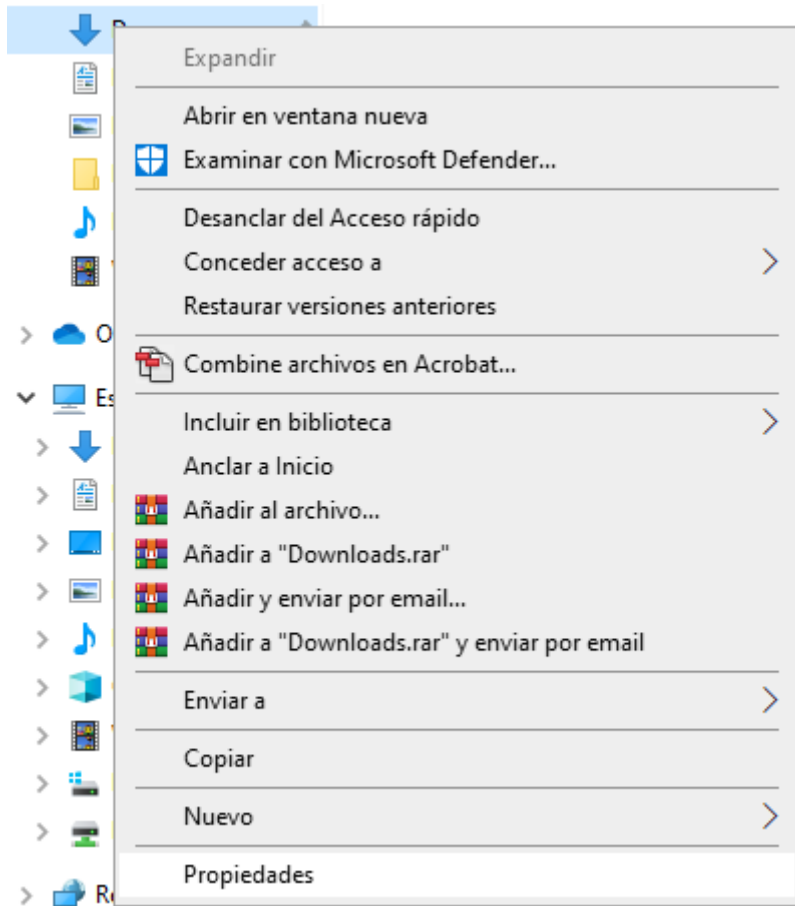 Expandir
Abrir en ventana nueva
Examinar con Microsoft Defender...
Desanclar del Acceso rápido
Conceder acceso a
Restaurar versiones anteriores
Combine archivos en Acrobat...
Incluir en biblioteca
Anclar a Inicio
Añadir al archivo...
Añadir a "Downloads.rar"
Añadir y enviar por email...
Añadir a "Downloads.rar" y enviar por email
Enviar a
Copiar
Nuevo
Propiedades